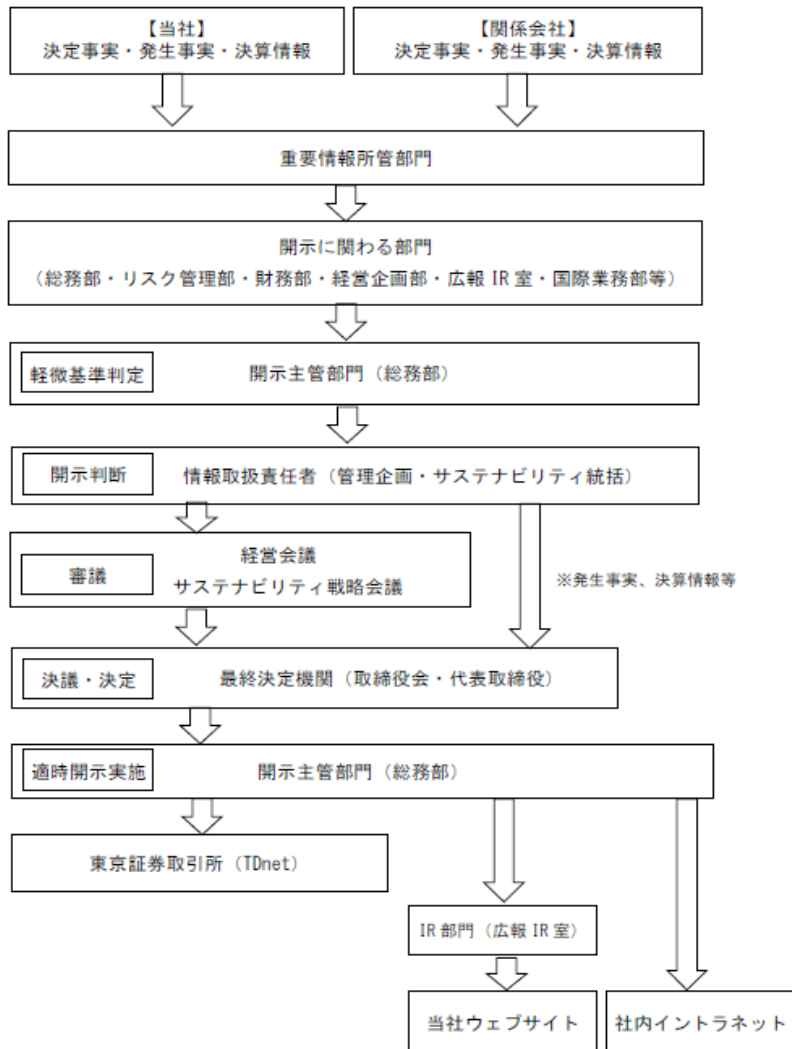 【当社】
決定事実・発生事実・決算情報
【関係会社】
決定事実・発生事実・決算情報
重要情報所管部門
開示に関わる部門
（総務部・リスク管理部・財務部・経営企画部・広報 IR 室・国際業務部等）
軽微基準判定
開示主管部門（総務部）
開示判断
情報取扱責任者（管理企画・サステナビリティ統括）
審議
経営会議
サステナビリティ戦略会議
※発生事実、決算情報等
決議・決定
最終決定機関（取締役会・代表取締役）
適時開示実施
開示主管部門（総務部）
東京証券取引所（TDnet）
IR 部門（広報 IR 室）
当社ウェブサイト
社内イントラネット